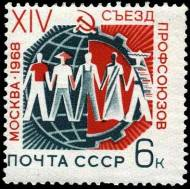 XIV СЪЕЗД
ПРОФСОЮЗОВ
МОСКВА-1968
ПОЧТА СССР 6к